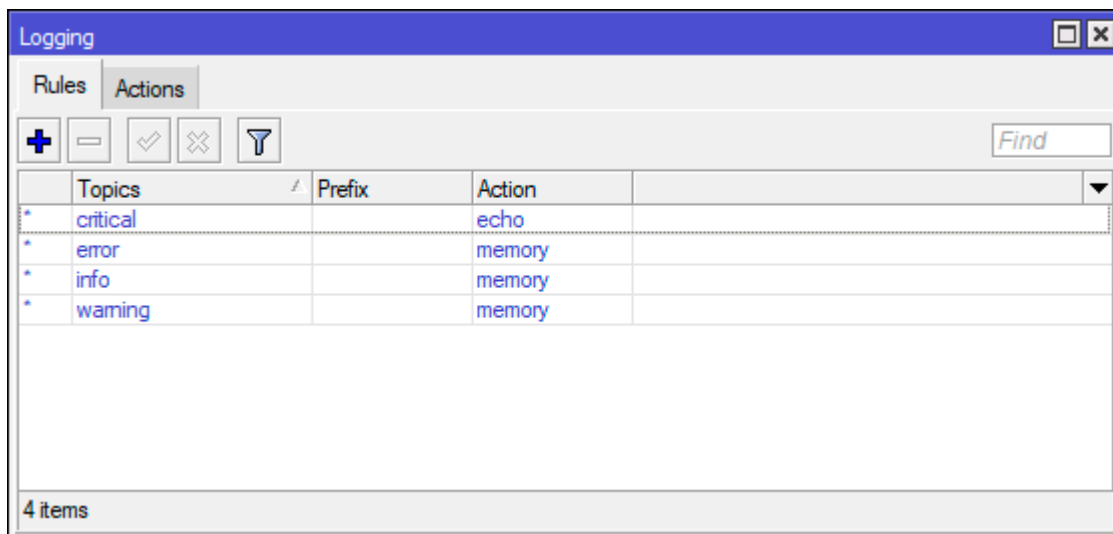 Logging
Rules Actions
Find
Topics Prefix Action
* critical echo
* error memory
* info memory
* warning memory
4 items